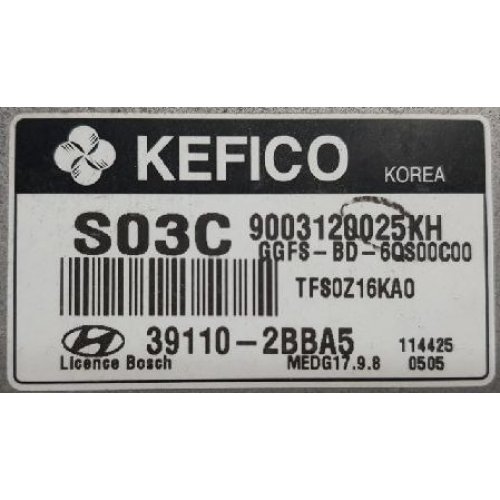 KEFICO KOREA
S03C 9003120025KH
GGFS-BD-6QS00C00
TFS0Z16KA0
39110-2BBA5 114425
Licence Bosch MEDG17.9.8 0505